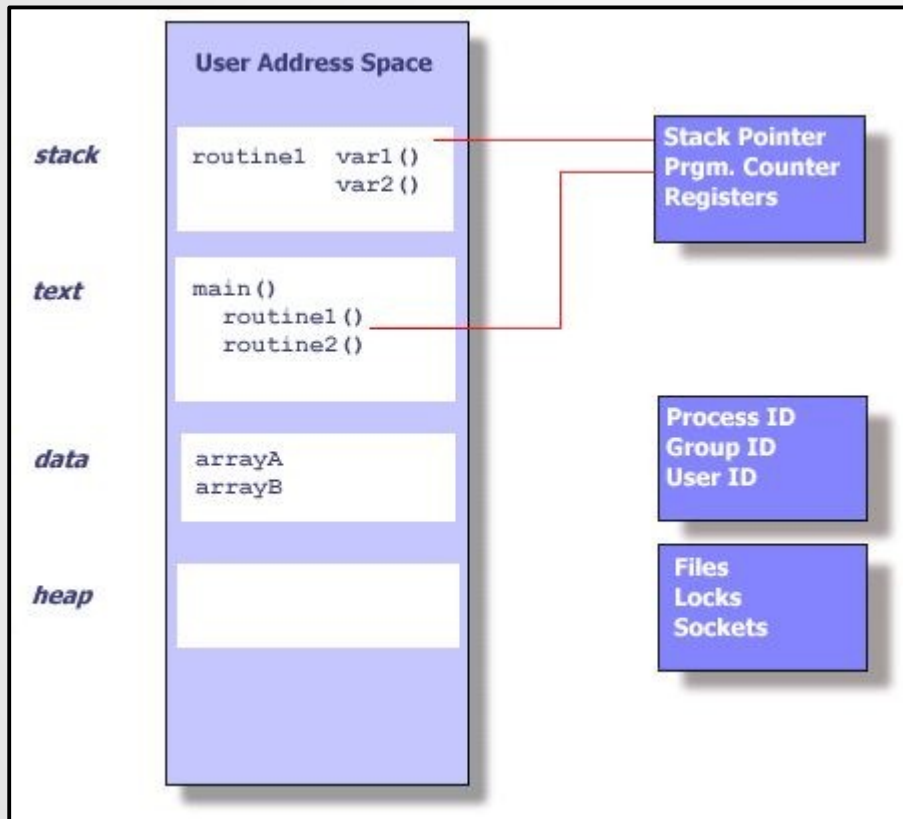 User Address Space
stack
routine1 var1()
var2()
text
main()
routine1()
routine2()
data
arrayA
arrayB
heap
Stack Pointer
Prgm. Counter
Registers
Process ID
Group ID
User ID
Files
Locks
Sockets